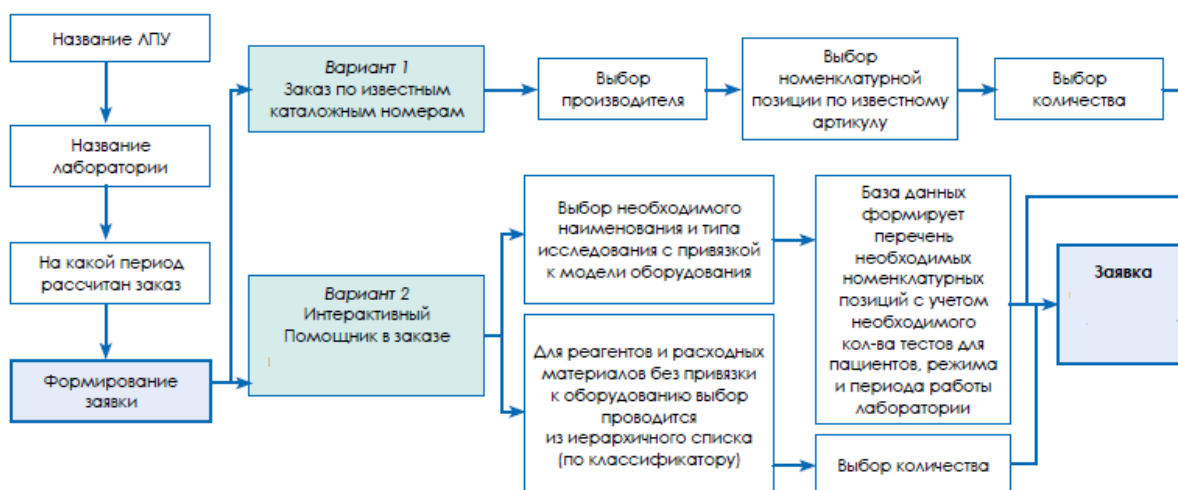 Название ЛПУ
Название
лаборатории
На какой период
рассчитан заказ
Формирование
заявки
Вариант 1
Заказ по известным
каталожным номерам
Выбор
производителя
Выбор
номенклатурной
позиции по известному
артикулу
Выбор
количества
Вариант 2
Интерактивный
Помощник в заказе
Выбор необходимого
наименования и типа
исследования с привязкой
к модели оборудования
База данных
формирует
перечень
необходимых
номенклатурных
позиций с учетом
необходимого
кол-ва тестов для
пациентов, режима
и периода работы
лаборатории
Для реагентов и расходных
материалов без привязки
к оборудованию выбор
проводится
из иерархичного списка
(по классификатору)
Выбор количества
Заявка